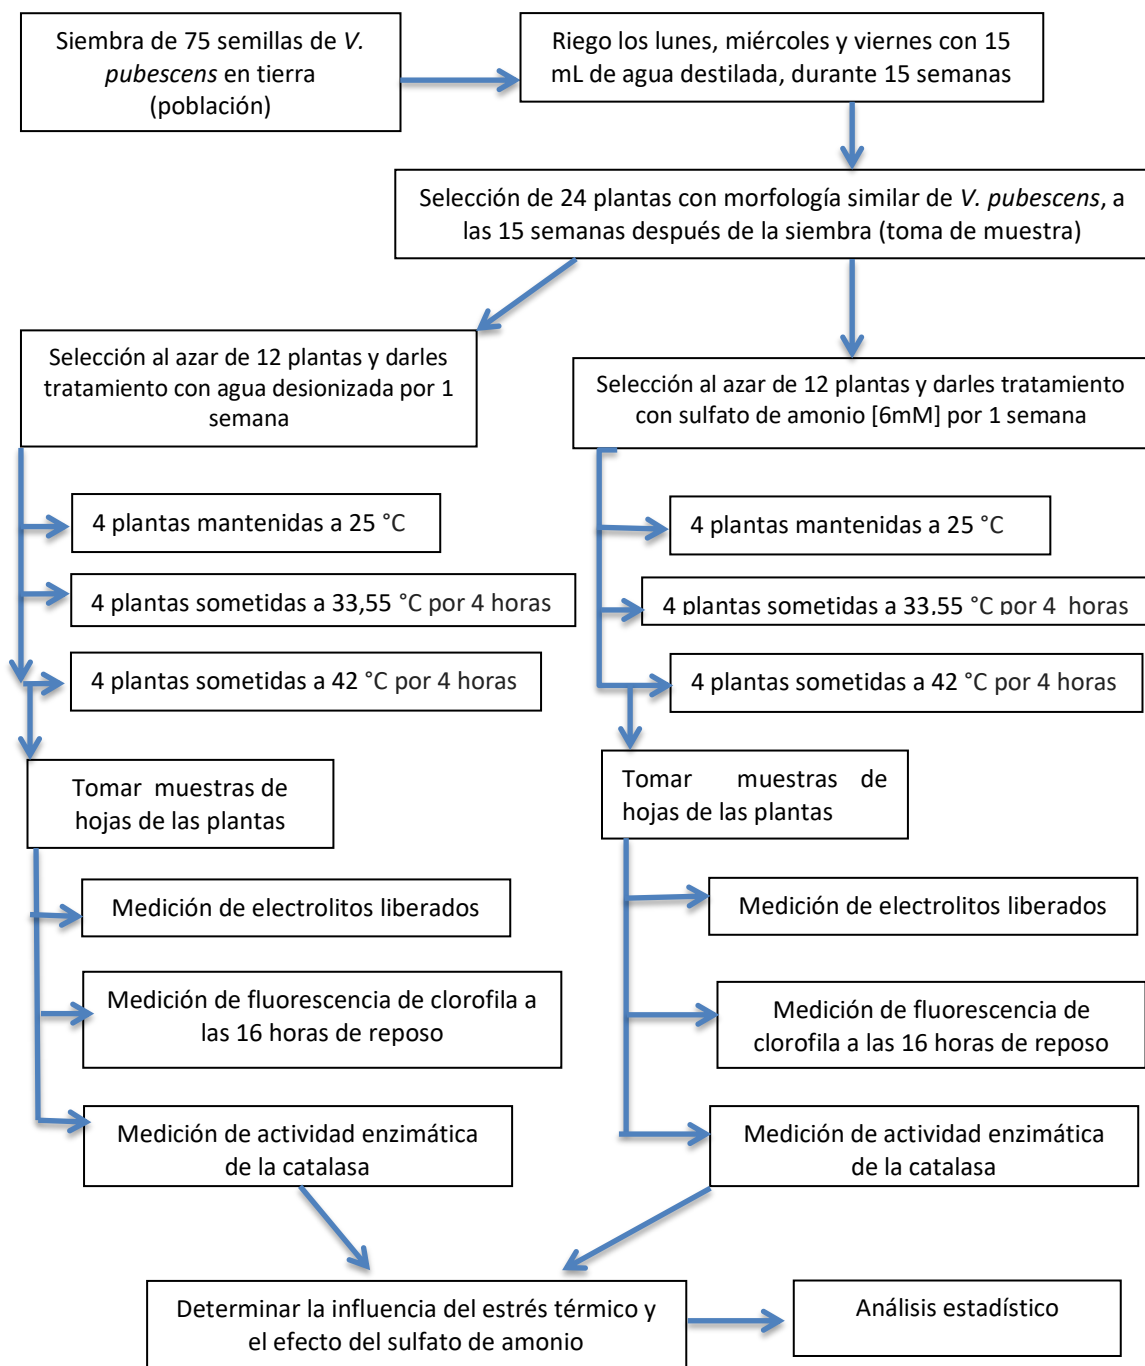 Siembra de 75 semillas de V.
pubescens en tierra
(población)
Riego los lunes, miércoles y viernes con 15
mL de agua destilada, durante 15 semanas
Selección de 24 plantas con morfología similar de V. pubescens, a
las 15 semanas después de la siembra (toma de muestra)
Selección al azar de 12 plantas y darles
tratamiento con agua desionizada por 1
semana
Selección al azar de 12 plantas y darles tratamiento
con sulfato de amonio [6mM] por 1 semana
4 plantas mantenidas a 25 °C
4 plantas sometidas a 33,55 °C por 4 horas
4 plantas sometidas a 42 °C por 4 horas
4 plantas mantenidas a 25 °C
4 plantas sometidas a 33,55 °C por 4 horas
4 plantas sometidas a 42 °C por 4 horas
Tomar muestras de
hojas de las plantas
Tomar muestras de
hojas de las plantas
Medición de electrolitos liberados
Medición de fluorescencia de clorofila a
las 16 horas de reposo
Medición de actividad enzimática
de la catalasa
Medición de electrolitos liberados
Medición de fluorescencia de
clorofila a las 16 horas de reposo
Medición de actividad enzimática
de la catalasa
Determinar la influencia del estrés térmico y
el efecto del sulfato de amonio
Análisis estadístico